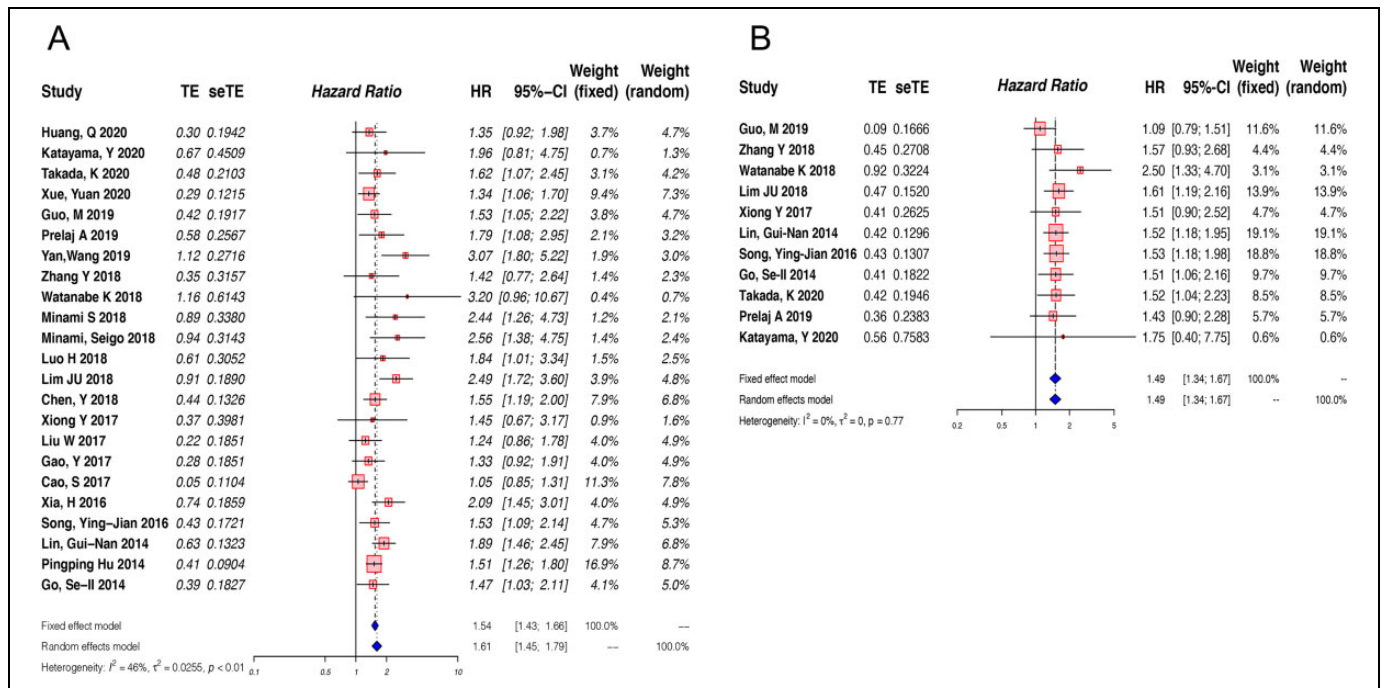 A
Weight Weight
Study TE seTE Hazard Ratio HR 95%−CI (fixed) (random)
Huang, Q 2020 0.30 0.1942 1.35 [0.92; 1.98] 3.7% 4.7%
Katayama, Y 2020 0.67 0.4509 1.96 [0.81; 4.75] 0.7% 1.3%
Takada, K 2020 0.48 0.2103 1.62 [1.07; 2.45] 3.1% 4.2%
Xue, Yuan 2020 0.29 0.1215 1.34 [1.06; 1.70] 9.4% 7.3%
Guo, M 2019 0.42 0.1917 1.53 [1.05; 2.22] 3.8% 4.7%
Prelaj A 2019 0.58 0.2567 1.79 [1.08; 2.95] 2.1% 3.2%
Yan,Wang 2019 1.12 0.2716 3.07 [1.80; 5.22] 1.9% 3.0%
Zhang Y 2018 0.35 0.3157 1.42 [0.77; 2.64] 1.4% 2.3%
Watanabe K 2018 1.16 0.6143 3.20 [0.96; 10.67] 0.4% 0.7%
Minami S 2018 0.89 0.3380 2.44 [1.26; 4.73] 1.2% 2.1%
Minami, Seigo 2018 0.94 0.3143 2.56 [1.38; 4.75] 1.4% 2.4%
Luo H 2018 0.61 0.3052 1.84 [1.01; 3.34] 1.5% 2.5%
Lim JU 2018 0.91 0.1890 2.49 [1.72; 3.60] 3.9% 4.8%
Chen, Y 2018 0.44 0.1326 1.55 [1.19; 2.00] 7.9% 6.8%
Xiong Y 2017 0.37 0.3981 1.45 [0.67; 3.17] 0.9% 1.6%
Liu W 2017 0.22 0.1851 1.24 [0.86; 1.78] 4.0% 4.9%
Gao, Y 2017 0.28 0.1851 1.33 [0.92; 1.91] 4.0% 4.9%
Cao, S 2017 0.05 0.1104 1.05 [0.85; 1.31] 11.3% 7.8%
Xia, H 2016 0.74 0.1859 2.09 [1.45; 3.01] 4.0% 4.9%
Song, Ying−Jian 2016 0.43 0.1721 1.53 [1.09; 2.14] 4.7% 5.3%
Lin, Gui−Nan 2014 0.63 0.1323 1.89 [1.46; 2.45] 7.9% 6.8%
Pingping Hu 2014 0.41 0.0904 1.51 [1.26; 1.80] 16.9% 8.7%
Go, Se−Il 2014 0.39 0.1827 1.47 [1.03; 2.11] 4.1% 5.0%
Fixed effect model 1.54 [1.43; 1.66] 100.0% −−
Random effects model 1.61 [1.45; 1.79] −− 100.0%
Heterogeneity: I² = 46%, τ² = 0.0255, p < 0.01
0.1 0.5 1 2 10
B
Weight Weight
Study TE seTE Hazard Ratio HR 95%-CI (fixed) (random)
Guo, M 2019 0.09 0.1666 1.09 [0.79; 1.51] 11.6% 11.6%
Zhang Y 2018 0.45 0.2708 1.57 [0.93; 2.68] 4.4% 4.4%
Watanabe K 2018 0.92 0.3224 2.50 [1.33; 4.70] 3.1% 3.1%
Lim JU 2018 0.47 0.1520 1.61 [1.19; 2.16] 13.9% 13.9%
Xiong Y 2017 0.41 0.2625 1.51 [0.90; 2.52] 4.7% 4.7%
Lin, Gui-Nan 2014 0.42 0.1296 1.52 [1.18; 1.95] 19.1% 19.1%
Song, Ying-Jian 2016 0.43 0.1307 1.53 [1.18; 1.98] 18.8% 18.8%
Go, Se-Il 2014 0.41 0.1822 1.51 [1.06; 2.16] 9.7% 9.7%
Takada, K 2020 0.42 0.1946 1.52 [1.04; 2.23] 8.5% 8.5%
Prelaj A 2019 0.36 0.2383 1.43 [0.90; 2.28] 5.7% 5.7%
Katayama, Y 2020 0.56 0.7583 1.75 [0.40; 7.75] 0.6% 0.6%
Fixed effect model 1.49 [1.34; 1.67] 100.0% --
Random effects model 1.49 [1.34; 1.67] -- 100.0%
Heterogeneity: I² = 0%, τ² = 0, p = 0.77
0.2 0.5 1 2 5